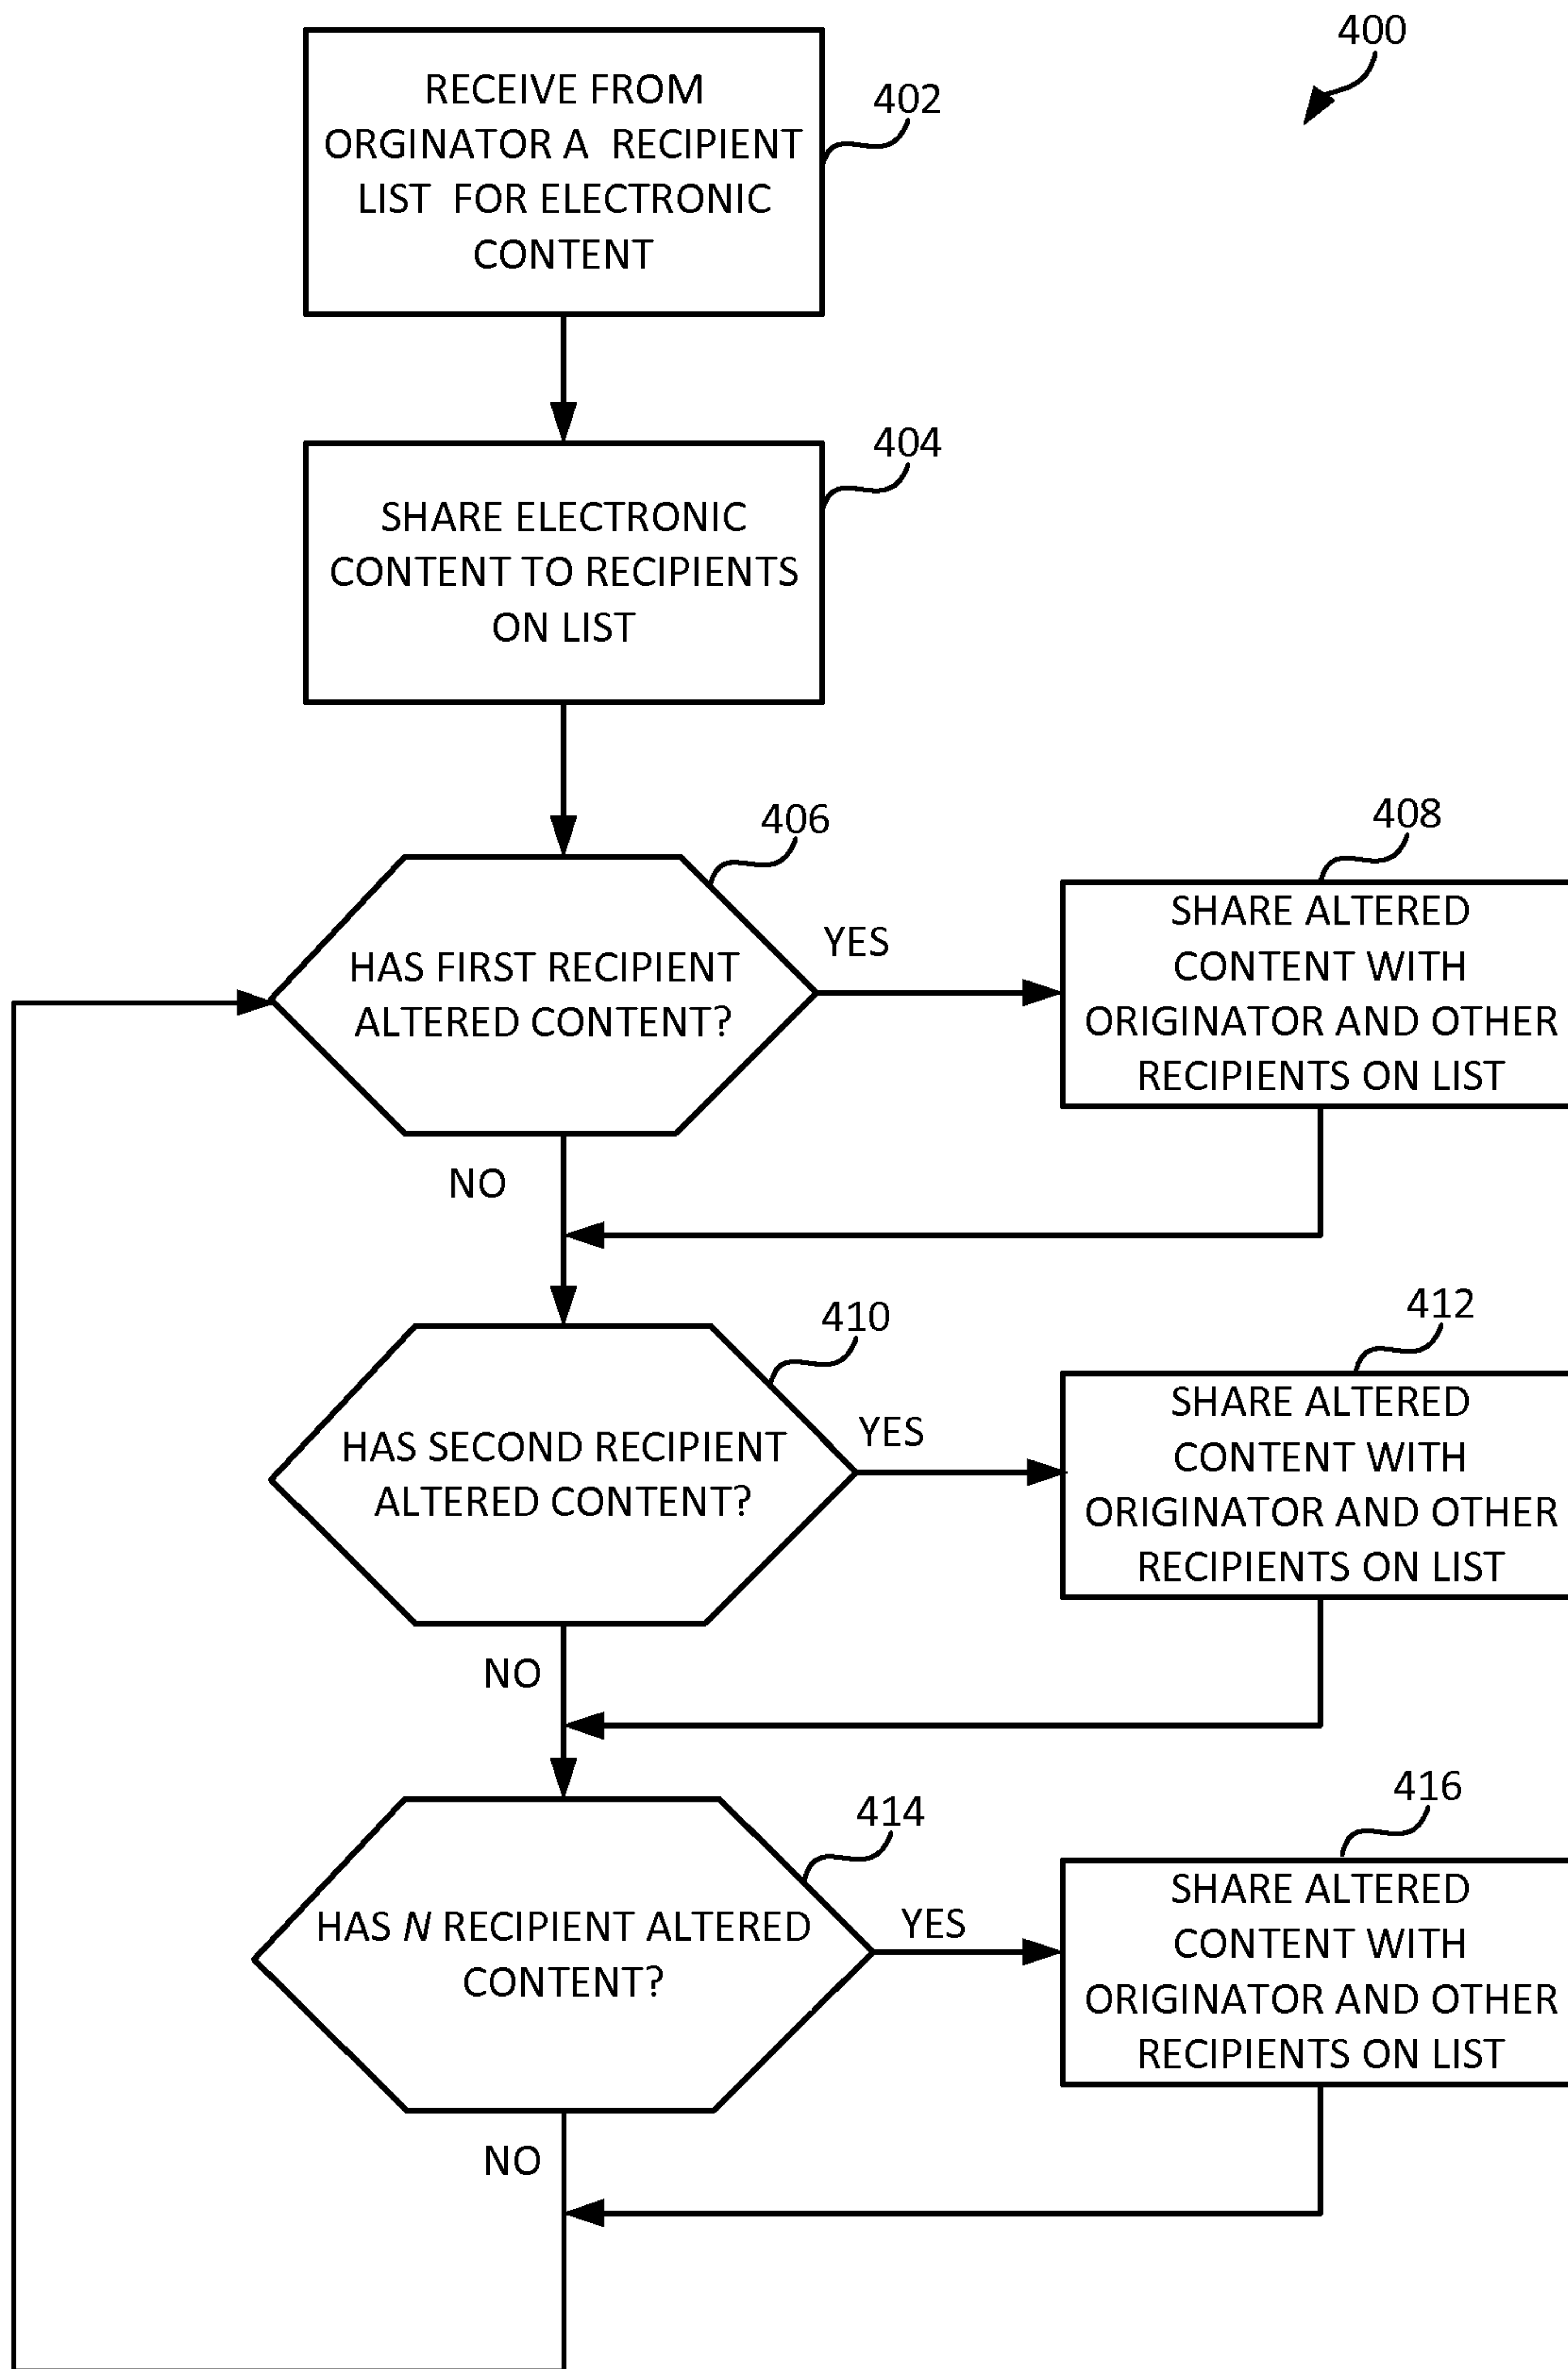 400
RECEIVE FROM
ORGINATOR A RECIPIENT
LIST FOR ELECTRONIC
CONTENT
402
SHARE ELECTRONIC
CONTENT TO RECIPIENTS
ON LIST
404
HAS FIRST RECIPIENT
ALTERED CONTENT?
406
YES
SHARE ALTERED
CONTENT WITH
ORIGINATOR AND OTHER
RECIPIENTS ON LIST
408
NO
HAS SECOND RECIPIENT
ALTERED CONTENT?
410
YES
SHARE ALTERED
CONTENT WITH
ORIGINATOR AND OTHER
RECIPIENTS ON LIST
412
NO
HAS N RECIPIENT ALTERED
CONTENT?
414
YES
SHARE ALTERED
CONTENT WITH
ORIGINATOR AND OTHER
RECIPIENTS ON LIST
416
NO